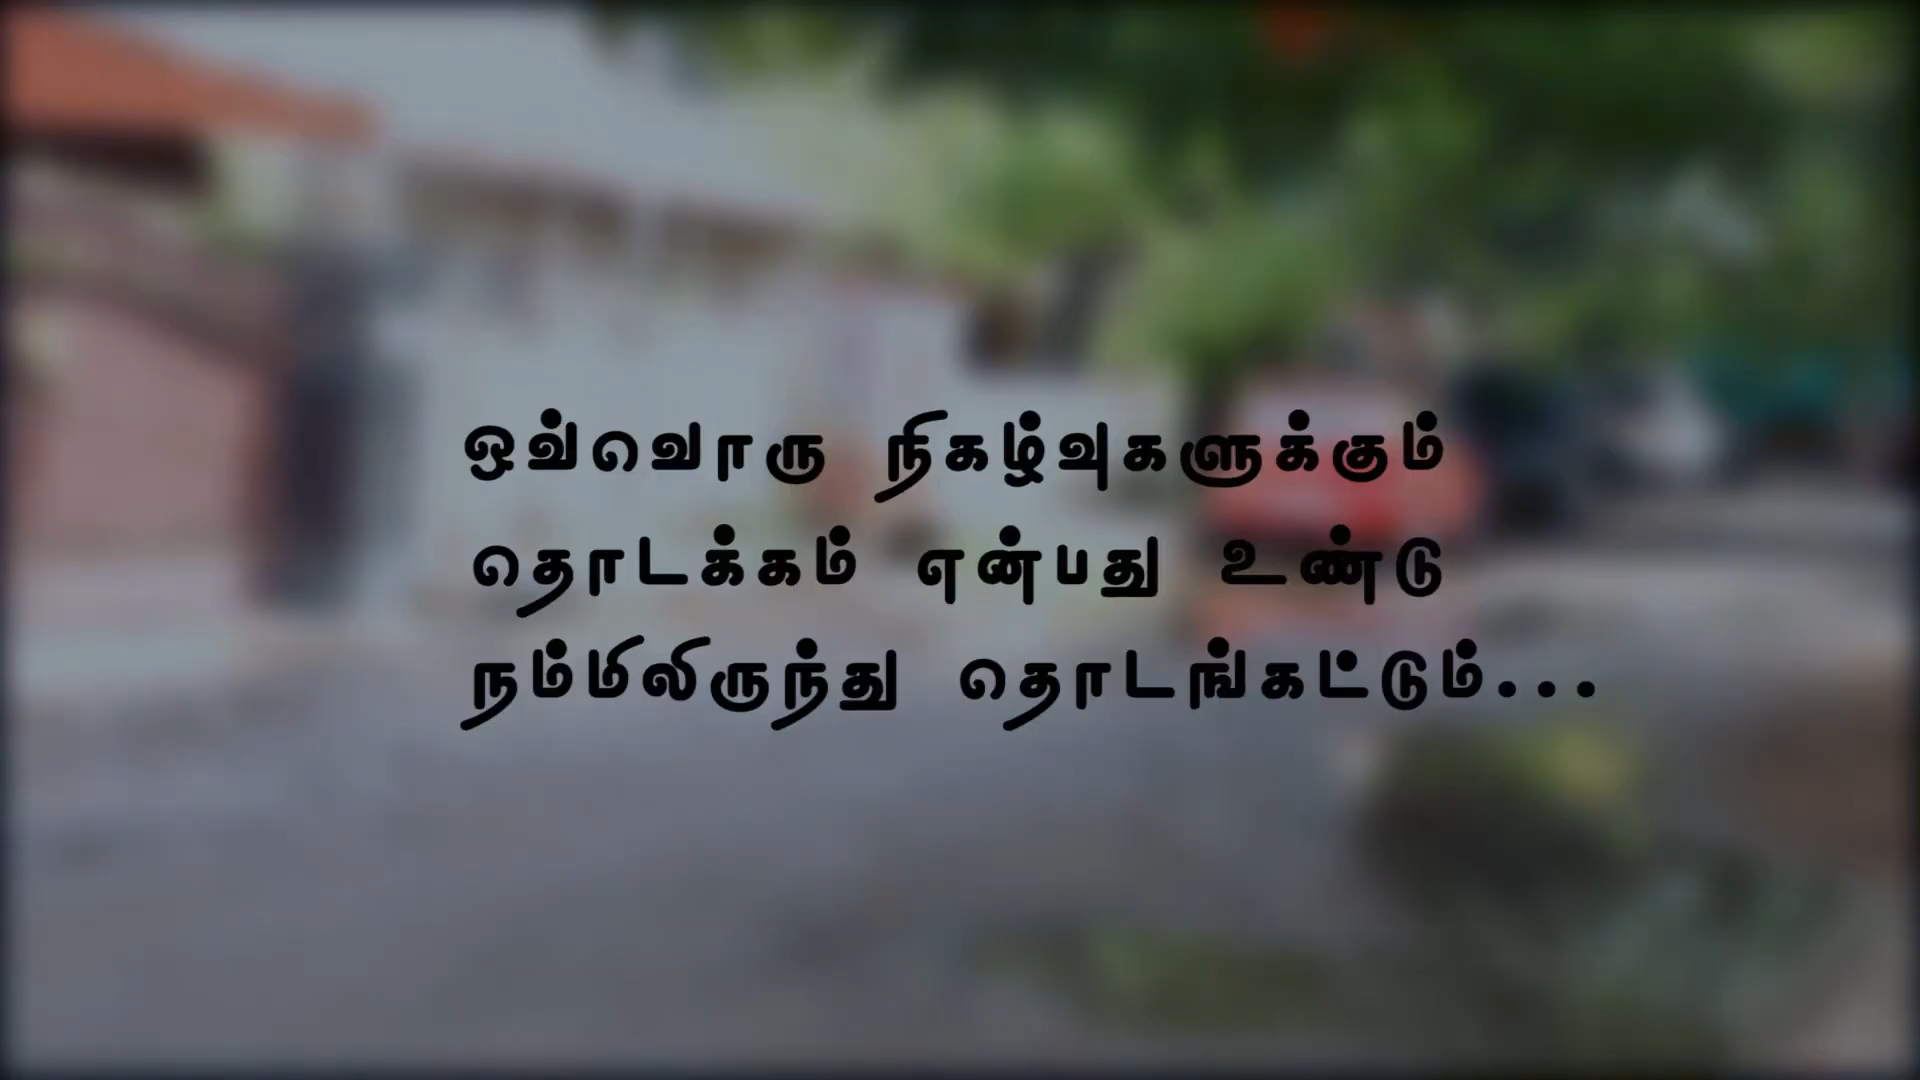 ஒவ்வொரு நிகழ்வுகளுக்கும்
தொடக்கம் என்பது உண்டு
நம்மிலிருந்து தொடங்கட்டும்...